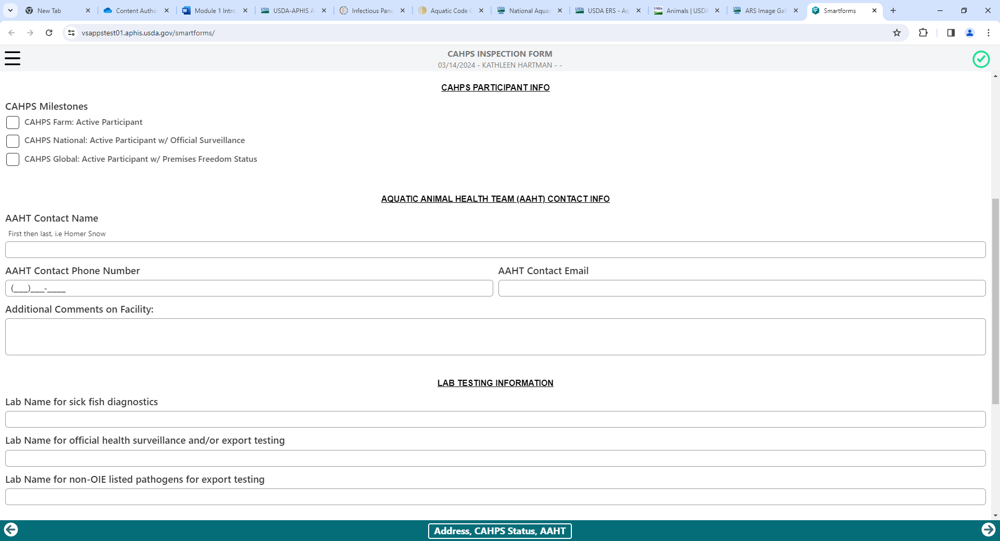 New Tab
Content Autho
Module 1 Intro
USDA-APHIS A
Infectious Panc
Aquatic Code
National Aquac
USDA ERS - Aq
Animals | USDA
ARS Image Gal
Smartforms
vsappstest01.aphis.usda.gov/smartforms/
CAHPS INSPECTION FORM
03/14/2024 - KATHLEEN HARTMAN - -
CAHPS PARTICIPANT INFO
CAHPS Milestones
CAHPS Farm: Active Participant
CAHPS National: Active Participant w/ Official Surveillance
CAHPS Global: Active Participant w/ Premises Freedom Status
AQUATIC ANIMAL HEALTH TEAM (AAHT) CONTACT INFO
AAHT Contact Name
First then last, i.e Homer Snow
AAHT Contact Phone Number
AAHT Contact Email
(___)___-____
Additional Comments on Facility:
LAB TESTING INFORMATION
Lab Name for sick fish diagnostics
Lab Name for official health surveillance and/or export testing
Lab Name for non-OIE listed pathogens for export testing
Address, CAHPS Status, AAHT